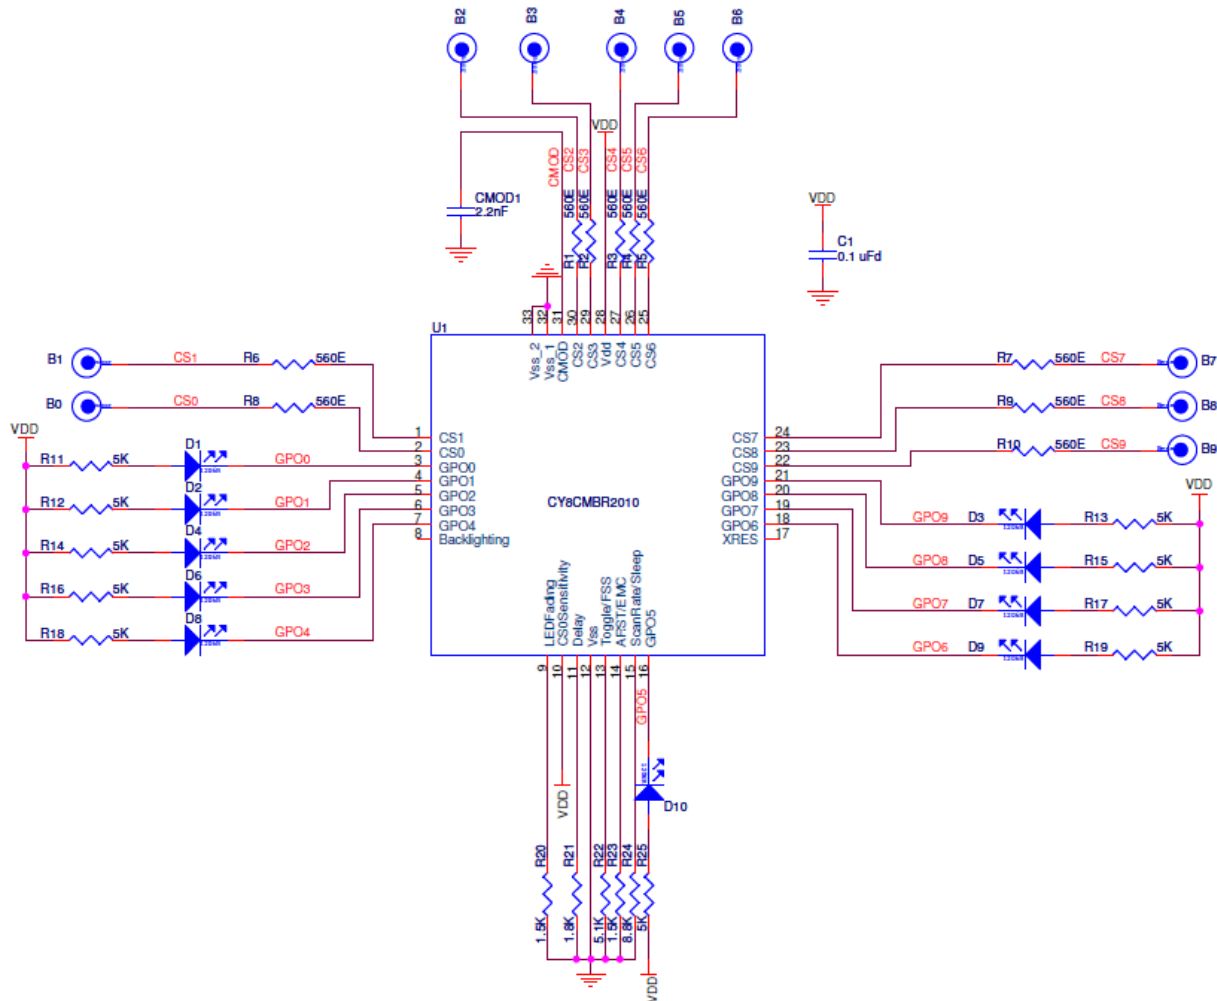 B2 B3 B4 B5 B6
VDD
CMOD CS2 CS3 CS4 CS5 CS6
CMOD1
2.2nF
560E 560E 560E 560E 560E
R1 R2 R3 R4 R5
VDD
C1
0.1 uFd
33 32 31 30 29 28 27 26 25
U1
Vss_2 Vss_1 CMOD CS2 CS3 Vdd CS4 CS5 CS6
B1 CS1 R6 560E
B0 CS0 R8 560E
R7 560E CS7 B7
R9 560E CS8 B8
R10 560E CS9 B9
1 CS1
2 CS0
3 GPO0
4 GPO1
5 GPO2
6 GPO3
7 GPO4
8 Backlighting
CY8CMBR2010
CS7 24
CS8 23
CS9 22
GPO9 21
GPO8 20
GPO7 19
GPO6 18
XRES 17
VDD
R11 5K D1 GPO0
R12 5K D2 GPO1
R14 5K D4 GPO2
R16 5K D6 GPO3
R18 5K D8 GPO4
VDD
GPO9 D3 R13 5K
GPO8 D5 R15 5K
GPO7 D7 R17 5K
GPO6 D9 R19 5K
LEDFading CS0Sensitivity Delay Vss Toggle/FSS ARST/EMC ScanRate/Sleep GPO5
9 10 11 12 13 14 15 16
GPO5
VDD
D10
R20 R21 R22 R23 R24 R25
1.5K 1.8K 5.1K 1.5K 8.8K 5K
VDD